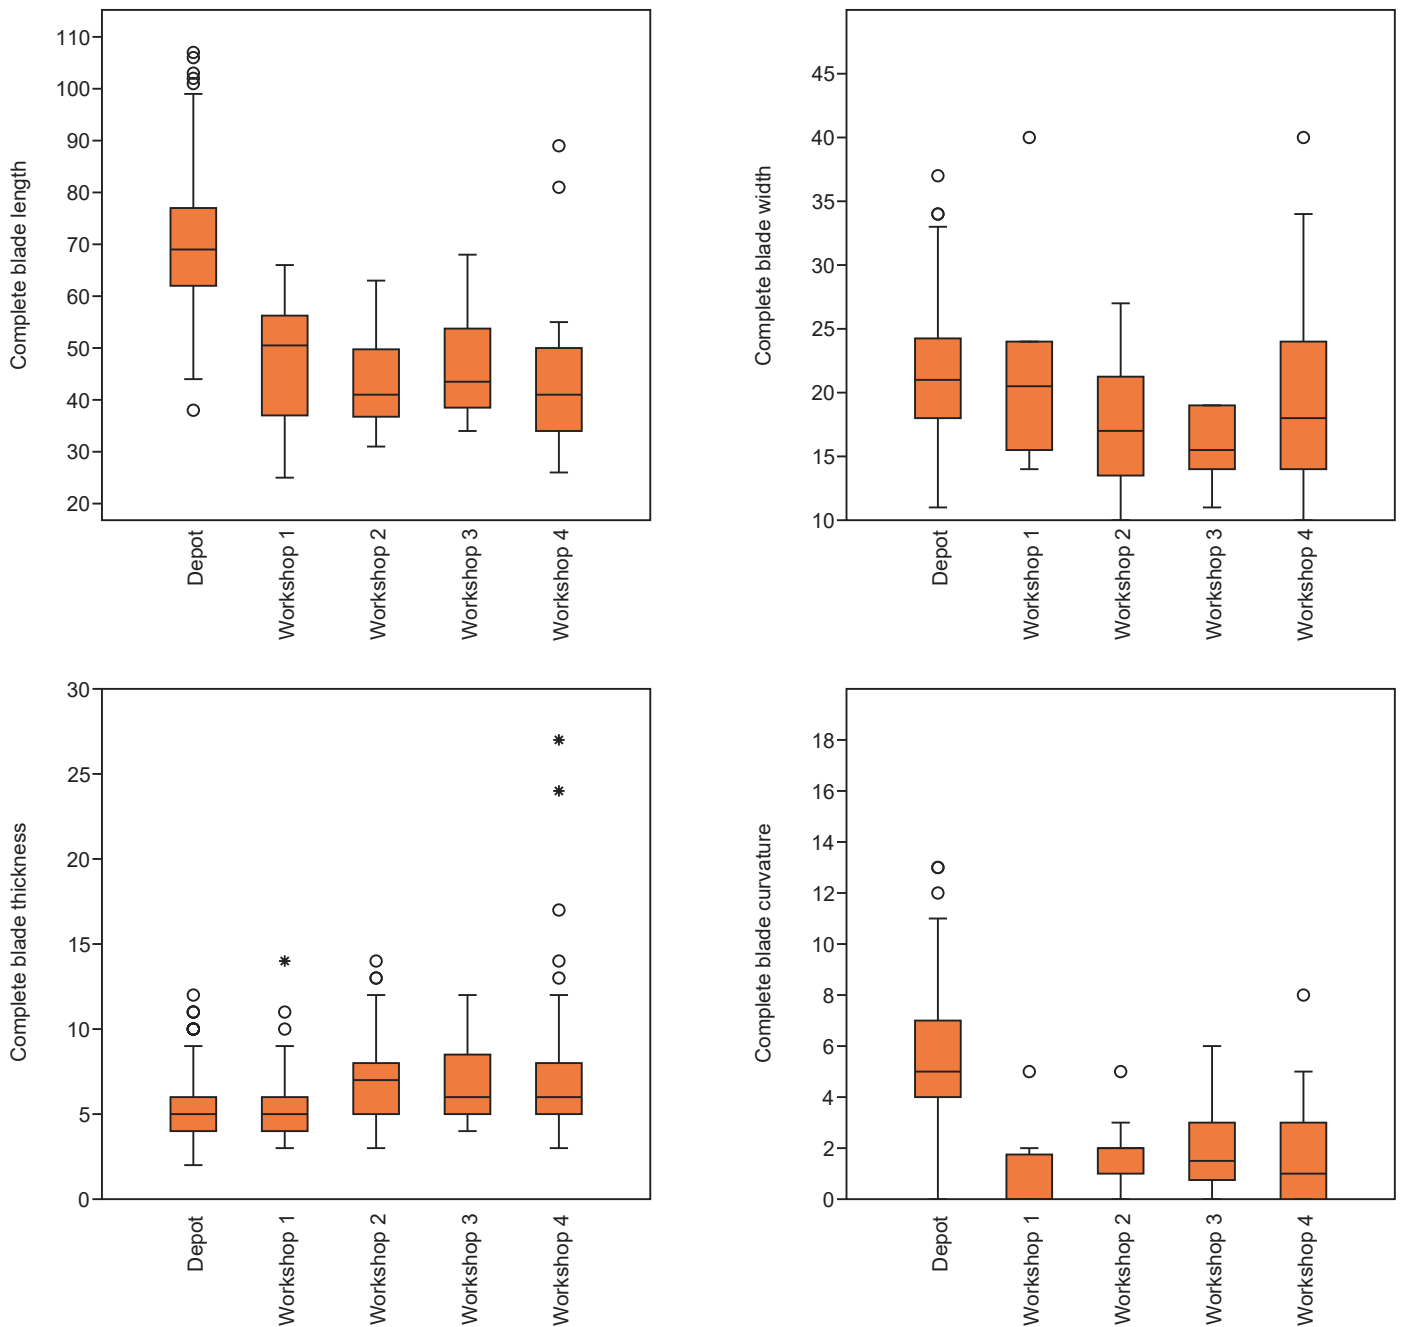 Complete blade length
110
100
90
80
70
60
50
40
30
20
Depot
Workshop 1
Workshop 2
Workshop 3
Workshop 4
Complete blade width
45
40
35
30
25
20
15
10
Depot
Workshop 1
Workshop 2
Workshop 3
Workshop 4
Complete blade thickness
30
25
20
15
10
5
0
Depot
Workshop 1
Workshop 2
Workshop 3
Workshop 4
Complete blade curvature
18
16
14
12
10
8
6
4
2
0
Depot
Workshop 1
Workshop 2
Workshop 3
Workshop 4